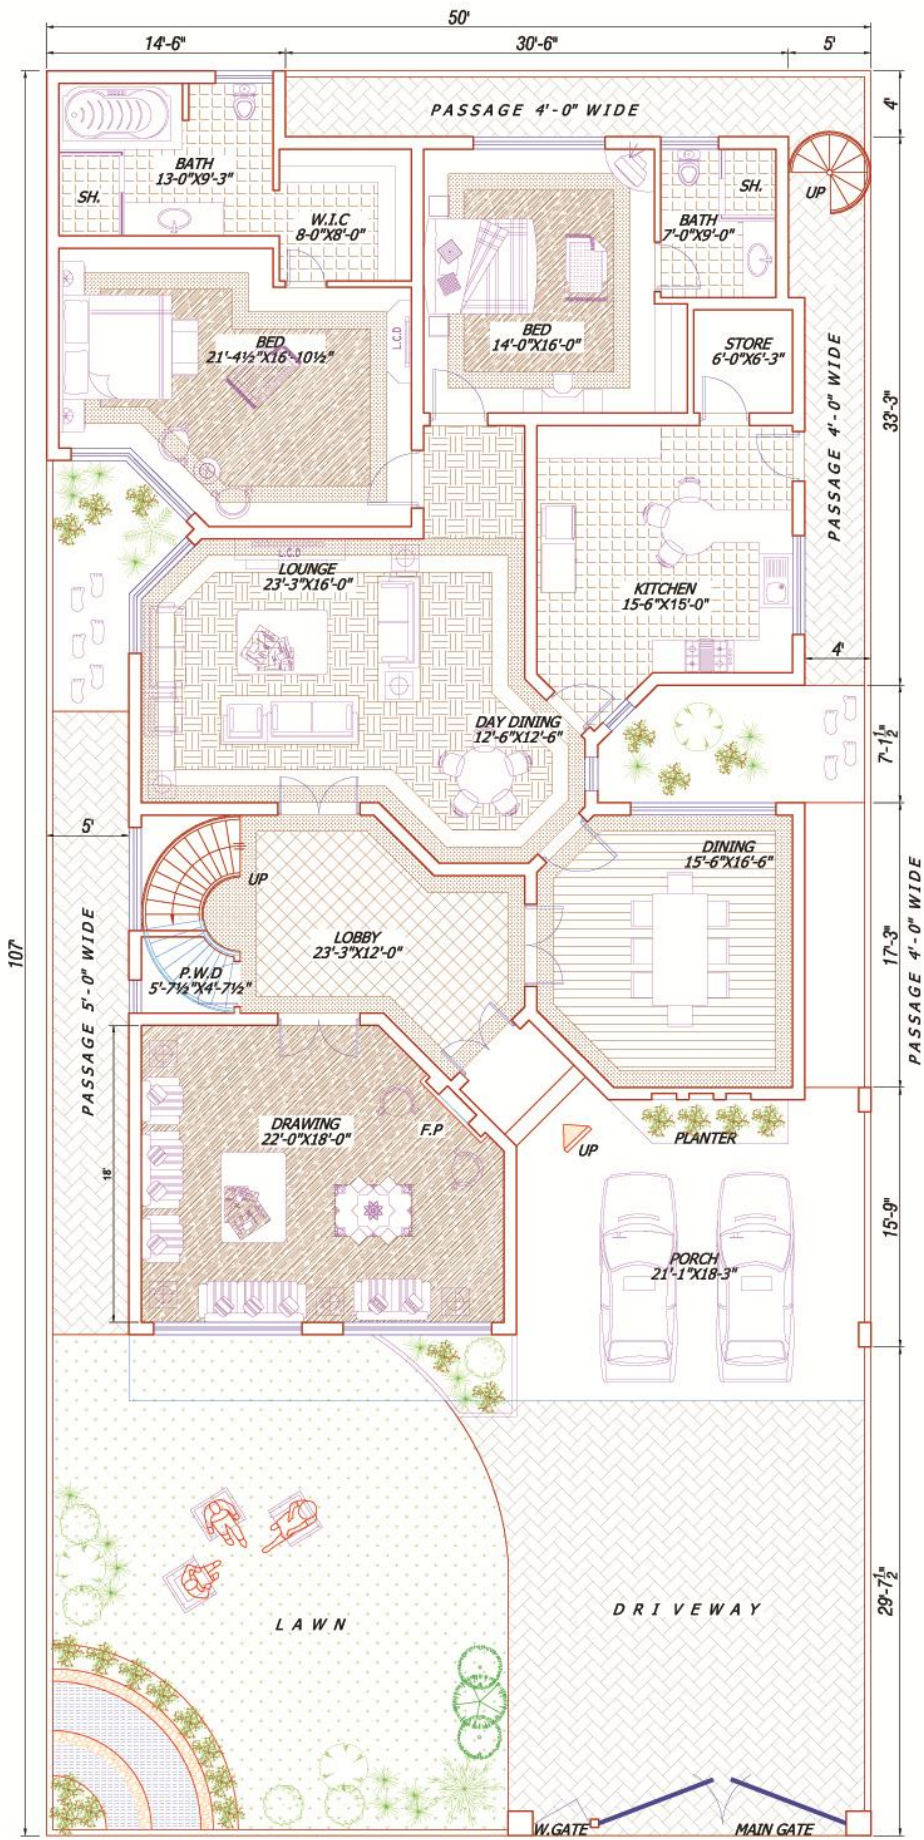 50'
14'-6"
30'-6"
5'
PASSAGE 4'-0" WIDE
4'
BATH
13-0"X9'-3"
SH.
W.I.C
8-0"X8'-0"
SH.
BATH
7'-0X9'-0"
UP
BED
21'-4½"X16'-10½"
L.C.D
BED
14'-0"X16'-0"
STORE
6'-0"X6'-3"
PASSAGE 4'-0" WIDE
33'-3"
L.C.D
LOUNGE
23'-3"X16'-0"
KITCHEN
15'-6"X15'-0"
4'
DAY DINING
12'-6"X12'-6"
7'-1½"
5'
UP
DINING
15'-6"X16'-6"
107'
PASSAGE 5'-0" WIDE
LOBBY
23'-3"X12'-0"
P.W.D
5'-7½"X4'-7½"
17'-3"
PASSAGE 4'-0" WIDE
DRAWING
22'-0"X18'-0"
F.P
18'
UP
PLANTER
PORCH
21'-1"X18-3"
15'-9"
LAWN
DRIVEWAY
29'-7½"
W.GATE
MAIN GATE